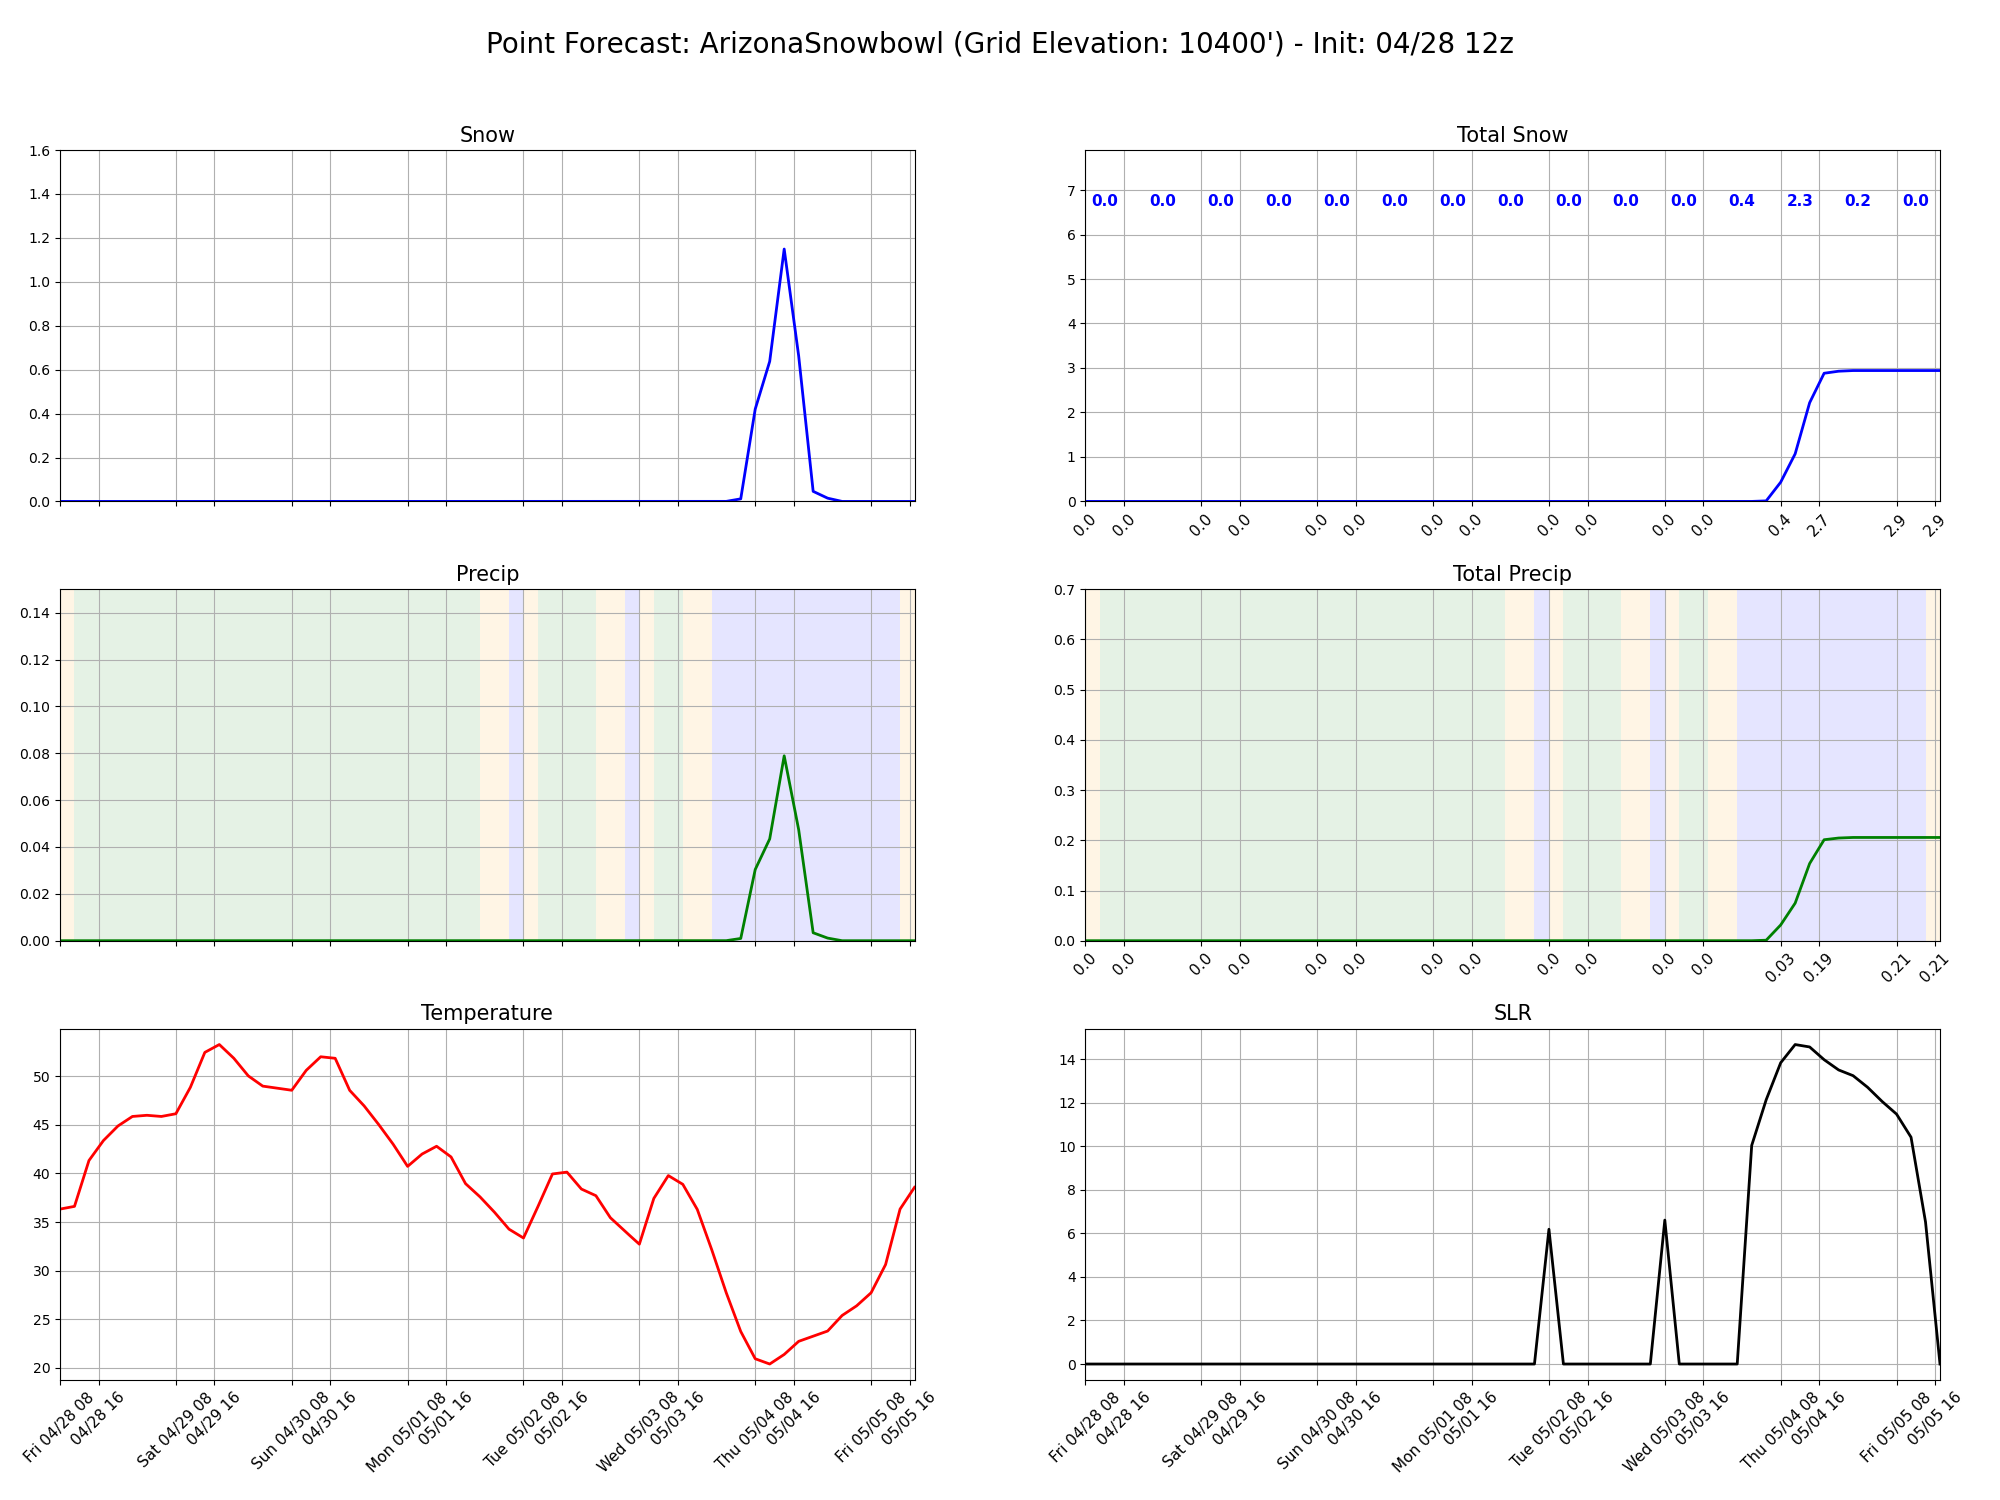 Point Forecast: ArizonaSnowbowl (Grid Elevation: 10400') - Init: 04/28 12z
Snow
1.6
1.4
1.2
1.0
0.8
0.6
0.4
0.2
0.0
Total Snow
7
6
5
4
3
2
1
0
0.0 0.0 0.0 0.0 0.0 0.0 0.0 0.0 0.0 0.0 0.0 0.4 2.3 0.2 0.0
0.0 0.0 0.0 0.0 0.0 0.0 0.0 0.0 0.0 0.0 0.0 0.0 0.4 2.7 2.9 2.9
Precip
0.14
0.12
0.10
0.08
0.06
0.04
0.02
0.00
Total Precip
0.7
0.6
0.5
0.4
0.3
0.2
0.1
0.0
0.0 0.0 0.0 0.0 0.0 0.0 0.0 0.0 0.0 0.0 0.0 0.0 0.03 0.19 0.21 0.21
Temperature
50
45
40
35
30
25
20
Fri 04/28 08
04/28 16
Sat 04/29 08
04/29 16
Sun 04/30 08
04/30 16
Mon 05/01 08
05/01 16
Tue 05/02 08
05/02 16
Wed 05/03 08
05/03 16
Thu 05/04 08
05/04 16
Fri 05/05 08
05/05 16
SLR
14
12
10
8
6
4
2
0
Fri 04/28 08
04/28 16
Sat 04/29 08
04/29 16
Sun 04/30 08
04/30 16
Mon 05/01 08
05/01 16
Tue 05/02 08
05/02 16
Wed 05/03 08
05/03 16
Thu 05/04 08
05/04 16
Fri 05/05 08
05/05 16